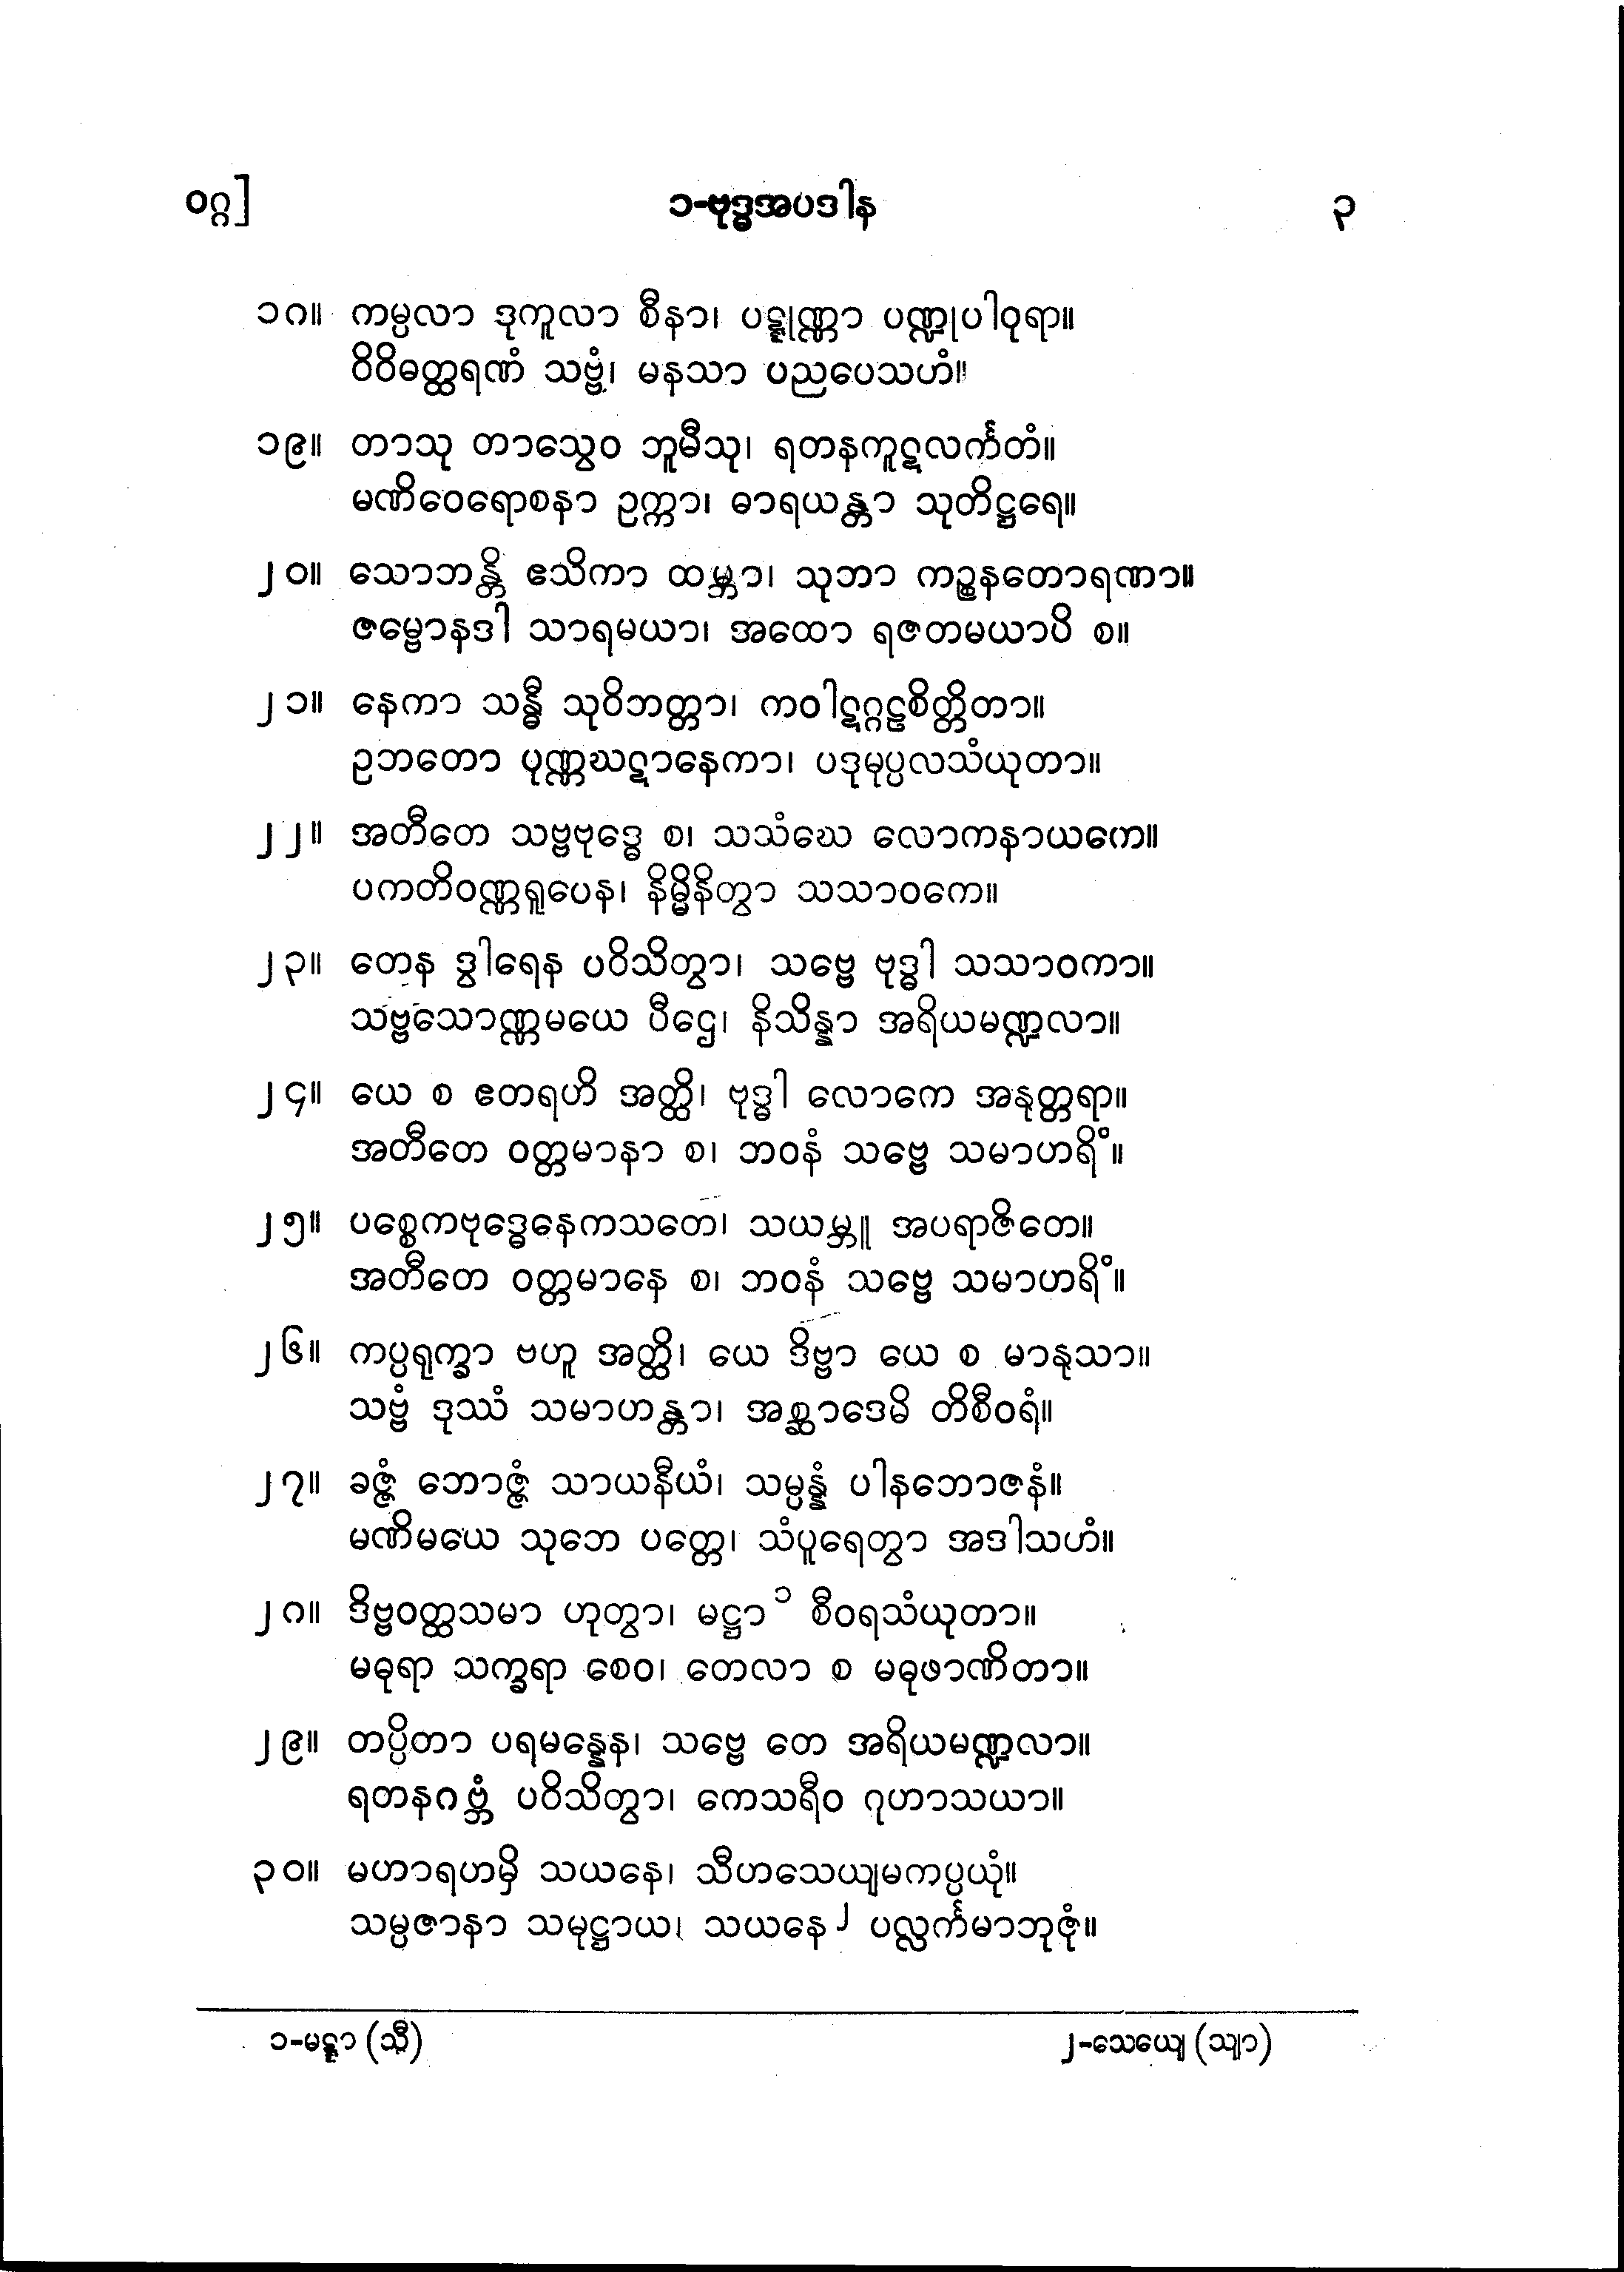 ဝဂ္ဂ]
၁-ဗုဒ္ဓအပဒါန
၃
၁၈။ ကမ္ပလာ ဒုကူလာ စီနာ၊ ပဋ္ဋုဏ္ဏာ ပဏ္ဍုပါဝုရာ။
ဝိဝိဓတ္ထရဏံ သဗ္ဗံ၊ မနသာ ပညပေသဟံ။
၁၉။ တာသု တာသွေဝ ဘူမီသု၊ ရတနကူဋလင်္ကတံ။
မဏိဝေရောစနာ ဥက္ကာ၊ ဓာရယန္တာ သုတိဋ္ဌရေ။
၂၀။ သောဘန္တိ ဧသိကာ ထမ္ဘာ၊ သုဘာ ကဉ္စနတောရဏာ။
ဇမ္ဗောနဒါ သာရမယာ၊ အထော ရဇတမယာပိ စ။
၂၁။ နေကာ သန္ဓီ သုဝိဘတ္တာ၊ ကဝါဋဂ္ဂဠစိတ္တိတာ။
ဥဘတော ပုဏ္ဏဃဋာနေကာ၊ ပဒုမုပ္ပလသံယုတာ။
၂၂။ အတီတေ သဗ္ဗဗုဒ္ဓေ စ၊ သသံဃေ လောကနာယကေ။
ပကတိဝဏ္ဏရူပေန၊ နိမ္မိနိတွာ သသာဝကေ။
၂၃။ တေန ဒွါရေန ပဝိသိတွာ၊ သဗ္ဗေ ဗုဒ္ဓါ သသာဝကာ။
သဗ္ဗသောဏ္ဏမယေ ပီဌေ၊ နိသိန္နာ အရိယမဏ္ဍလာ။
၂၄။ ယေ စ ဧတရဟိ အတ္ထိ၊ ဗုဒ္ဓါ လောကေ အနုတ္တရာ။
အတီတေ ဝတ္တမာနာ စ၊ ဘဝနံ သဗ္ဗေ သမာဟရိံ။
၂၅။ ပစ္စေကဗုဒ္ဓေနေကသတေ၊ သယမ္ဘူ အပရာဇိတေ။
အတီတေ ဝတ္တမာနေ စ၊ ဘဝနံ သဗ္ဗေ သမာဟရိံ။
၂၆။ ကပ္ပရုက္ခာ ဗဟူ အတ္ထိ၊ ယေ ဒိဗ္ဗာ ယေ စ မာနုသာ။
သဗ္ဗံ ဒုဿံ သမာဟန္တာ၊ အစ္ဆာဒေမိ တိစီဝရံ။
၂၇။ ခဇ္ဇံ ဘောဇ္ဇံ သာယနီယံ၊ သမ္ပန္နံ ပါနဘောဇနံ။
မဏိမယေ သုဘေ ပတ္တေ၊ သံပူရေတွာ အဒါသဟံ။
၂၈။ ဒိဗ္ဗဝတ္ထသမာ ဟုတွာ၊ မဋ္ဌာ ၁ စီဝရသံယုတာ။
မဓုရာ သက္ခရာ စေဝ၊ တေလာ စ မဓုဖာဏိတာ။
၂၉။ တပ္ပိတာ ပရမန္နေန၊ သဗ္ဗေ တေ အရိယမဏ္ဍလာ။
ရတနဂဗ္ဘံ ပဝိသိတွာ၊ ကေသရီဝ ဂုဟာသယာ။
၃၀။ မဟာရဟမှိ သယနေ၊ သီဟသေယျမကပ္ပယုံ။
သမ္ပဇာနာ သမုဋ္ဌာယ၊ သယနေ ၂ ပလ္လင်္ကမာဘုဇုံ။
၁-မဋ္ဋာ (သီ)
၂-သေယျေ (သျာ)